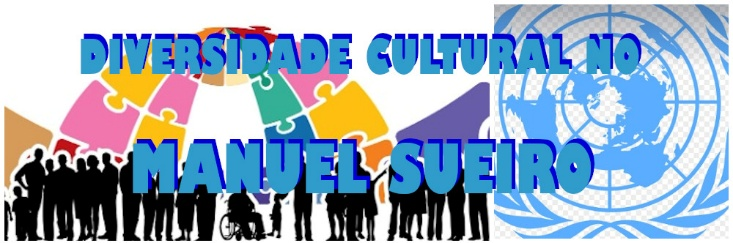 DIVERSIDADE CULTURAL NO
MANUEL SUEIRO